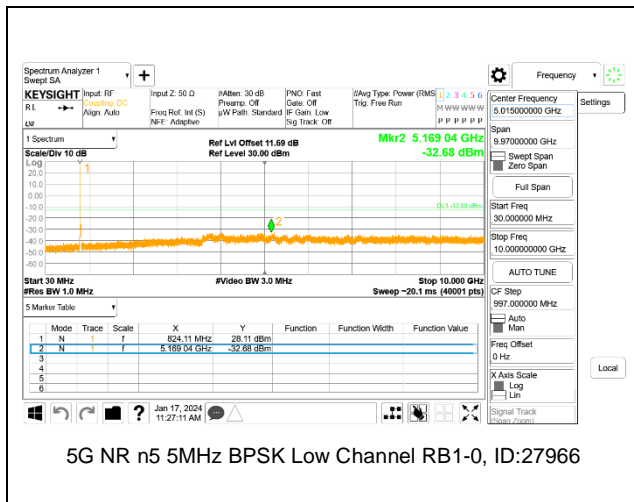 Spectrum Analyzer 1
Swept SA
KEYSIGHT
RL
Input: RF
Coupling: DC
Align: Auto
Input Z: 50 Ω
Freq Ref: Int (S)
NFE: Adaptive
#Atten: 30 dB
Preamp: Off
µW Path: Standard
PNO: Fast
Gate: Off
IF Gain: Low
Sig Track: Off
#Avg Type: Power (RMS
Trig: Free Run
1 2 3 4 5 6
M W W W W W
P P P P P P
1 Spectrum
Scale/Div 10 dB
Ref Lvl Offset 11.69 dB
Ref Level 30.00 dBm
Mkr2 5.169 04 GHz
-32.68 dBm
Log
20.0
10.0
0.00
-10.0
-20.0
-30.0
-40.0
-50.0
-60.0
1
2
DL1 -13.00 dBm
Start 30 MHz
#Res BW 1.0 MHz
#Video BW 3.0 MHz
Stop 10.000 GHz
Sweep ~20.1 ms (40001 pts)
5 Marker Table
Mode Trace Scale X Y Function Function Width Function Value
1 N 1 f 824.11 MHz 28.11 dBm
2 N 1 f 5.169 04 GHz -32.68 dBm
3
4
5
6
Jan 17, 2024
11:27:11 AM
Frequency
Settings
Center Frequency
5.015000000 GHz
Span
9.97000000 GHz
Swept Span
Zero Span
Full Span
Start Freq
30.000000 MHz
Stop Freq
10.000000000 GHz
AUTO TUNE
CF Step
997.000000 MHz
Auto
Man
Freq Offset
0 Hz
X Axis Scale
Log
Lin
Signal Track
(Span Zoom)
Local
5G NR n5 5MHz BPSK Low Channel RB1-0, ID:27966